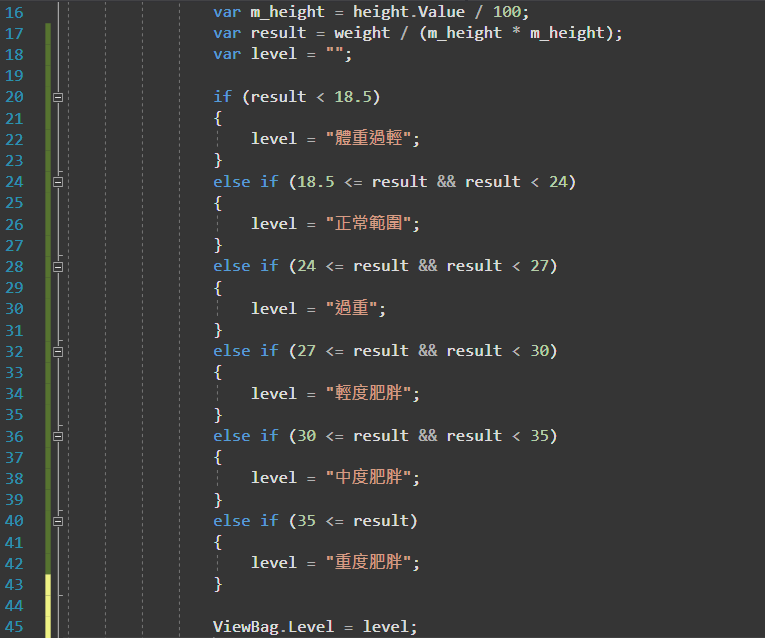 16 var m_height = height.Value / 100;
17 var result = weight / (m_height * m_height);
18 var level = "";
19
20 if (result < 18.5)
21 {
22 level = "體重過輕";
23 }
24 else if (18.5 <= result && result < 24)
25 {
26 level = "正常範圍";
27 }
28 else if (24 <= result && result < 27)
29 {
30 level = "過重";
31 }
32 else if (27 <= result && result < 30)
33 {
34 level = "輕度肥胖";
35 }
36 else if (30 <= result && result < 35)
37 {
38 level = "中度肥胖";
39 }
40 else if (35 <= result)
41 {
42 level = "重度肥胖";
43 }
44
45 ViewBag.Level = level;